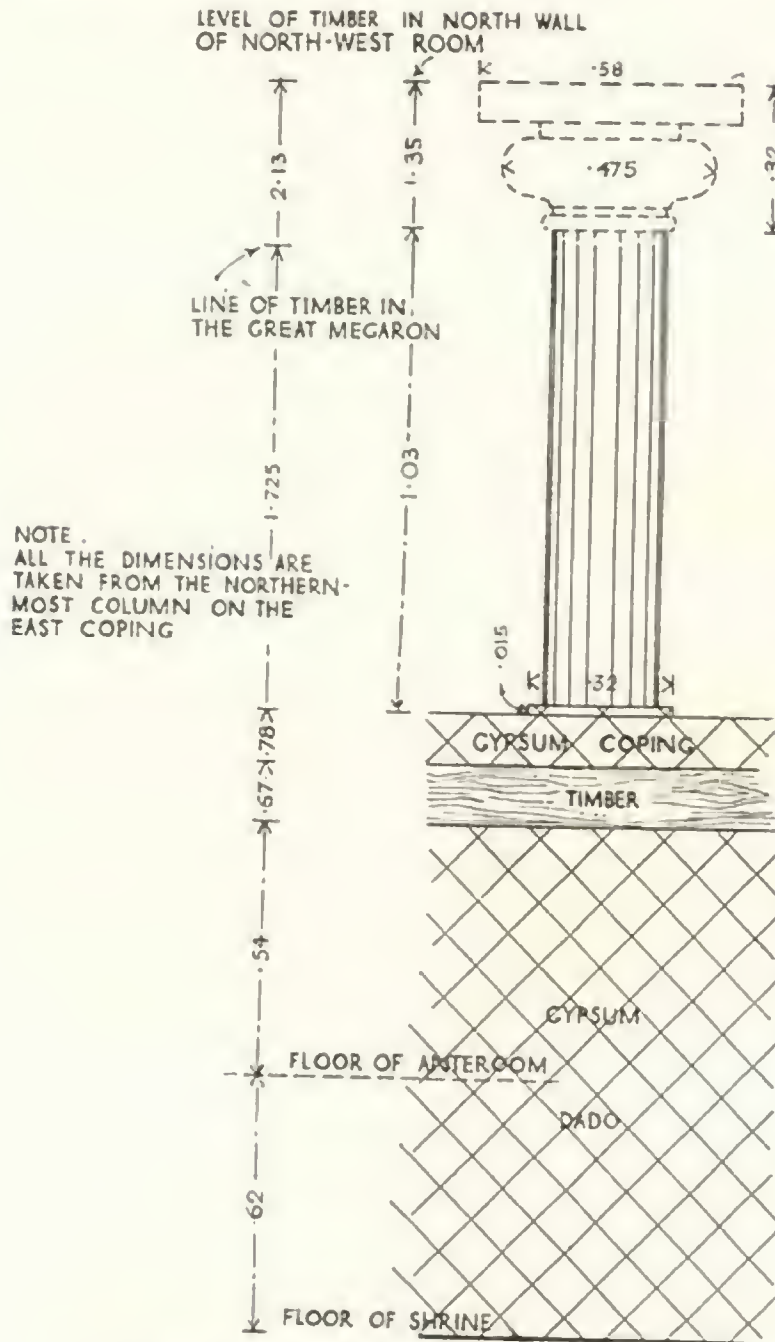 LEVEL OF TIMBER IN NORTH WALL
OF NORTH-WEST ROOM
·58
2·13
1·35
·475
·32
LINE OF TIMBER IN
THE GREAT MEGARON
1·725
1·03
NOTE.
ALL THE DIMENSIONS ARE
TAKEN FROM THE NORTHERN-
MOST COLUMN ON THE
EAST COPING
·015
·32
·78
GYPSUM COPING
·67
TIMBER
·54
GYPSUM
FLOOR OF ANTEROOM
DADO
·62
FLOOR OF SHRINE